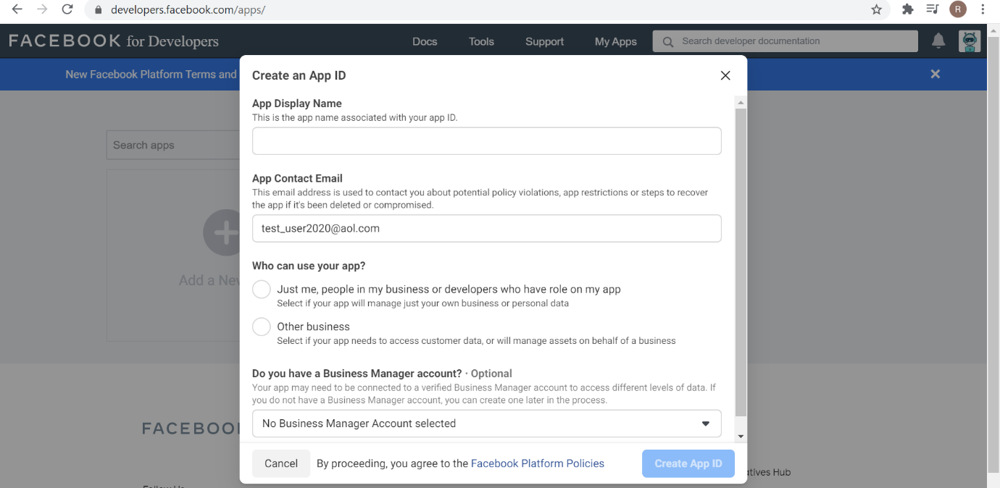 developers.facebook.com/apps/
R
FACEBOOK for Developers
Docs
Tools
Support
My Apps
Search developer documentation
New Facebook Platform Terms and
Search apps
Add a New
Create an App ID
App Display Name
This is the app name associated with your app ID.
App Contact Email
This email address is used to contact you about potential policy violations, app restrictions or steps to recover
the app if it's been deleted or compromised.
test_user2020@aol.com
Who can use your app?
Just me, people in my business or developers who have role on my app
Select if your app will manage just your own business or personal data
Other business
Select if your app needs to access customer data, or will manage assets on behalf of a business
Do you have a Business Manager account? · Optional
Your app may need to be connected to a verified Business Manager account to access different levels of data. If
you do not have a Business Manager account, you can create one later in the process.
No Business Manager Account selected
Cancel
By proceeding, you agree to the Facebook Platform Policies
Create App ID
FACEBOO
atives Hub
Follow Us